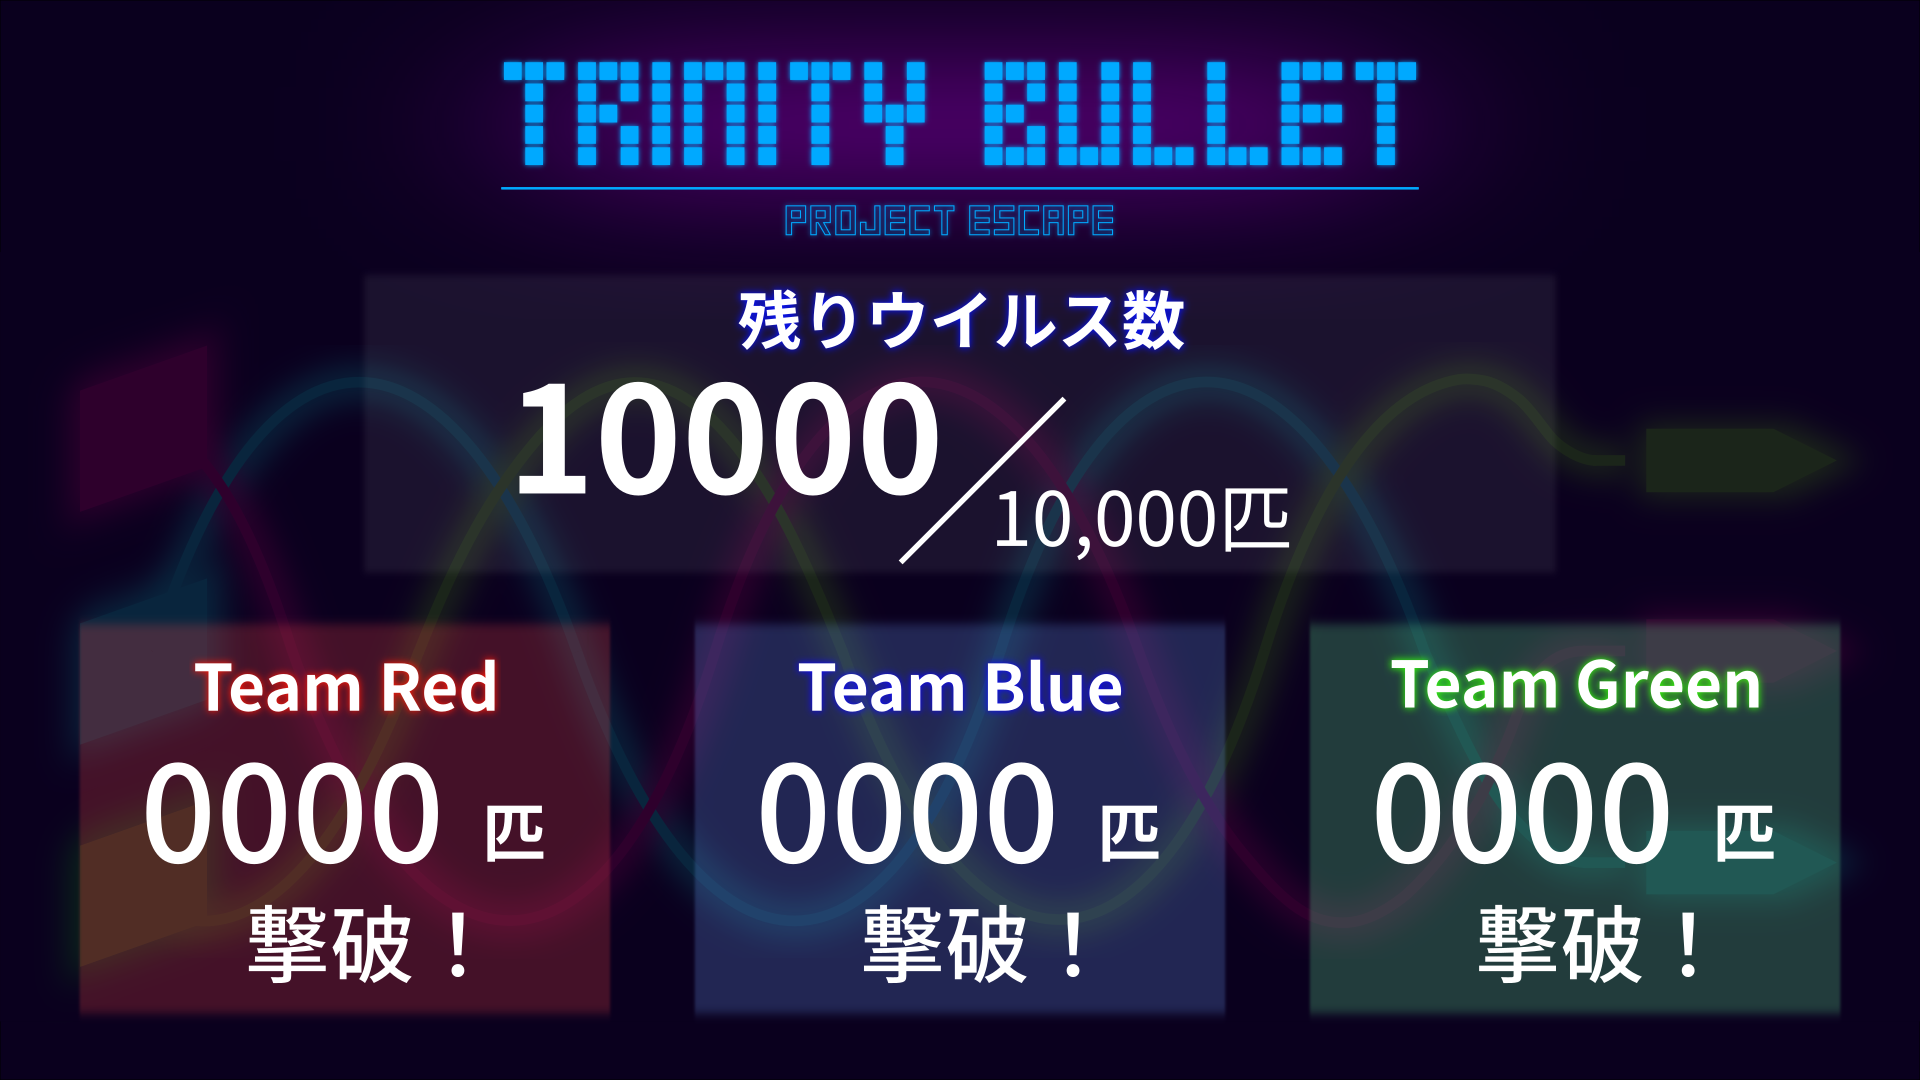 TRINITY BULLET
PROJECT ESCAPE
残りウイルス数
10000／10,000匹
Team Red
0000 匹
撃破！
Team Blue
0000 匹
撃破！
Team Green
0000 匹
撃破！